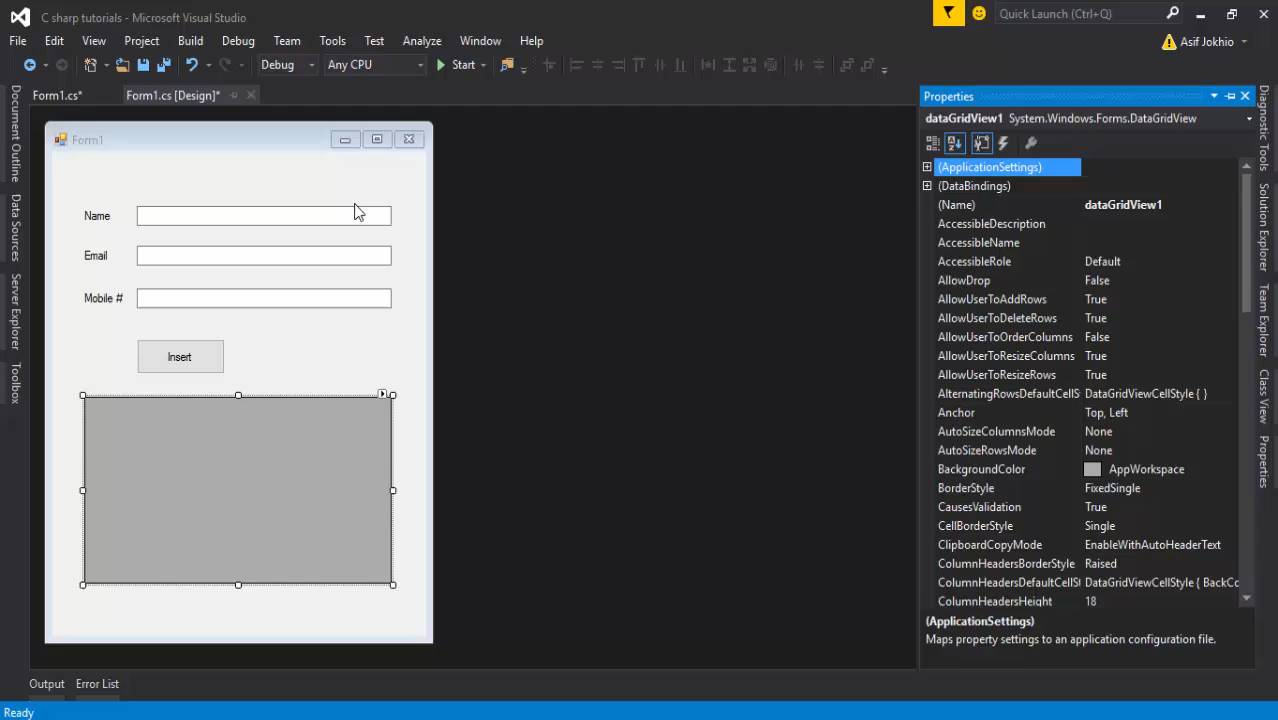 C sharp tutorials - Microsoft Visual Studio
Quick Launch (Ctrl+Q)
File Edit View Project Build Debug Team Tools Test Analyze Window Help
Asif Jokhio
Debug Any CPU Start
Form1.cs* Form1.cs [Design]*
Document Outline
Data Sources
Server Explorer
Toolbox
Form1
Name
Email
Mobile #
Insert
Properties
dataGridView1 System.Windows.Forms.DataGridView
(ApplicationSettings)
(DataBindings)
(Name) dataGridView1
AccessibleDescription
AccessibleName
AccessibleRole Default
AllowDrop False
AllowUserToAddRows True
AllowUserToDeleteRows True
AllowUserToOrderColumns False
AllowUserToResizeColumns True
AllowUserToResizeRows True
AlternatingRowsDefaultCellS DataGridViewCellStyle { }
Anchor Top, Left
AutoSizeColumnsMode None
AutoSizeRowsMode None
BackgroundColor AppWorkspace
BorderStyle FixedSingle
CausesValidation True
CellBorderStyle Single
ClipboardCopyMode EnableWithAutoHeaderText
ColumnHeadersBorderStyle Raised
ColumnHeadersDefaultCellSt DataGridViewCellStyle { BackCo
ColumnHeadersHeight 18
(ApplicationSettings)
Maps property settings to an application configuration file.
Diagnostic Tools
Solution Explorer
Team Explorer
Class View
Properties
Output Error List
Ready